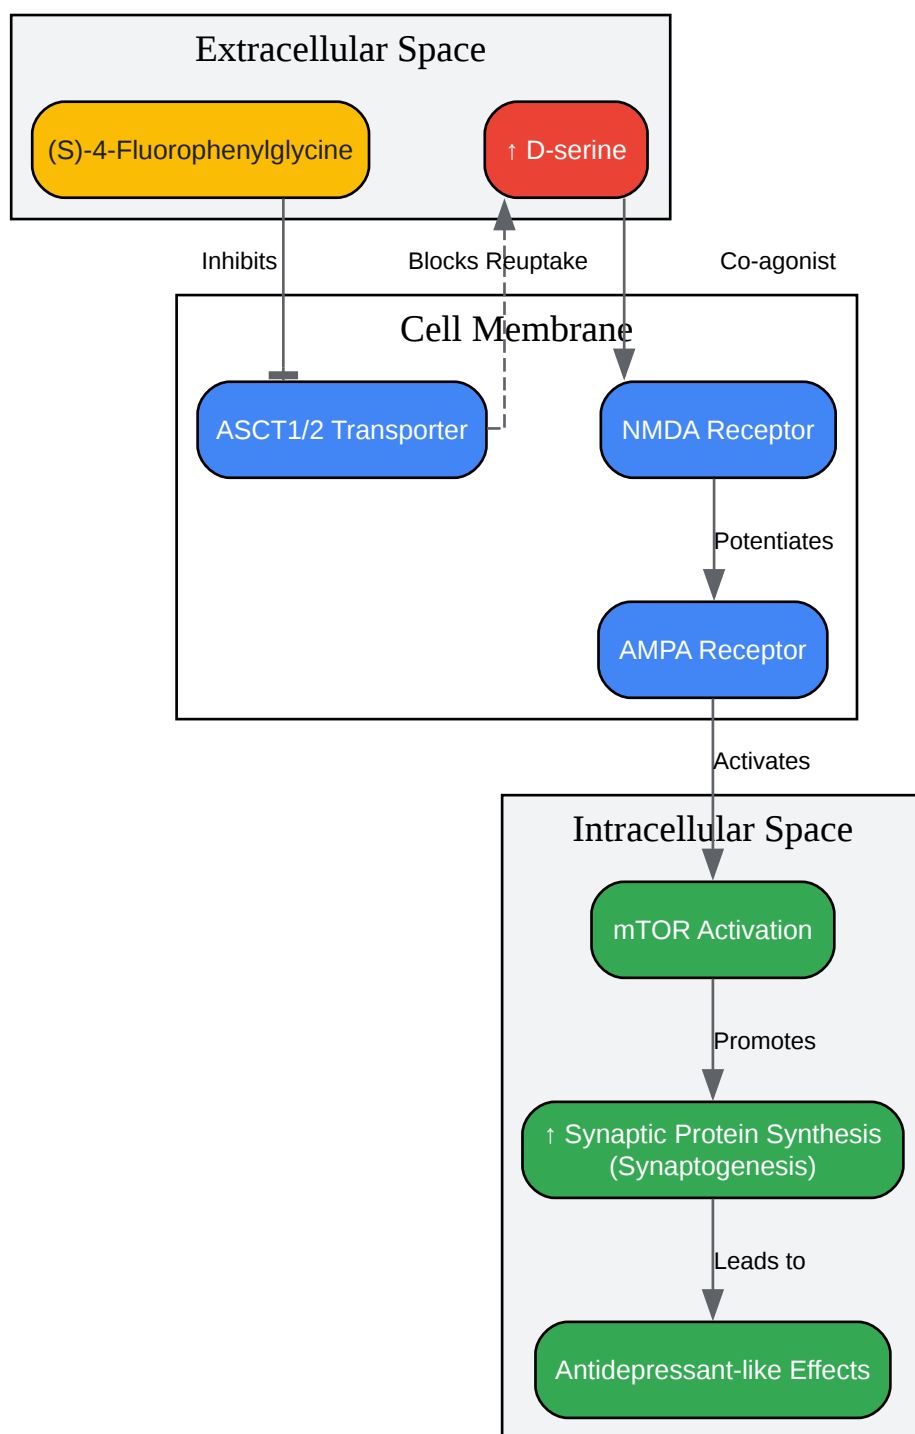 Extracellular Space
(S)-4-Fluorophenylglycine
↑ D-serine
Inhibits
Blocks Reuptake
Co-agonist
Cell Membrane
ASCT1/2 Transporter
NMDA Receptor
Potentiates
AMPA Receptor
Activates
Intracellular Space
mTOR Activation
Promotes
↑ Synaptic Protein Synthesis
(Synaptogenesis)
Leads to
Antidepressant-like Effects